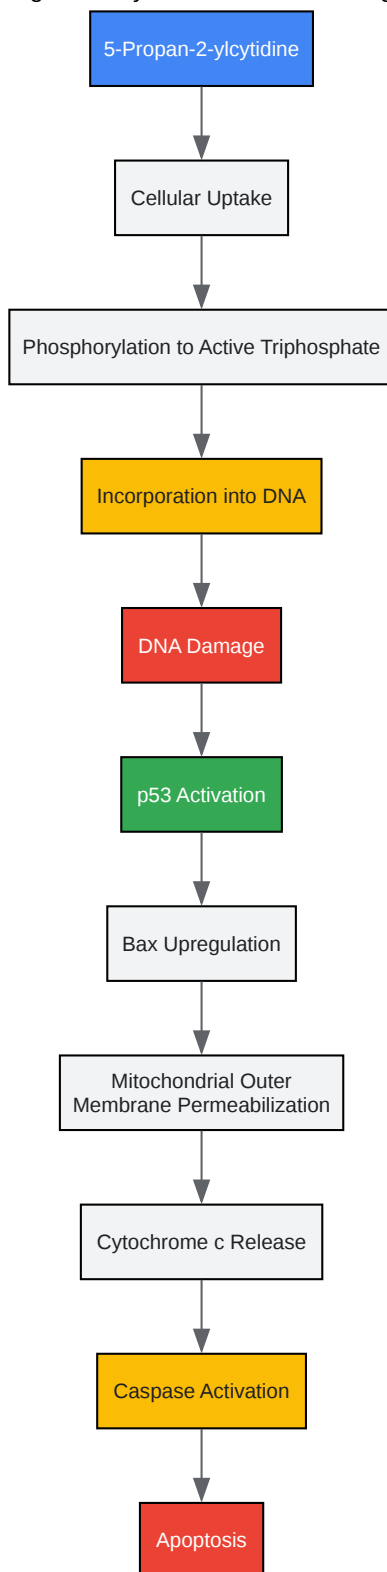 5-Propan-2-ylcytidine
Cellular Uptake
Phosphorylation to Active Triphosphate
Incorporation into DNA
DNA Damage
p53 Activation
Bax Upregulation
Mitochondrial Outer
Membrane Permeabilization
Cytochrome c Release
Caspase Activation
Apoptosis